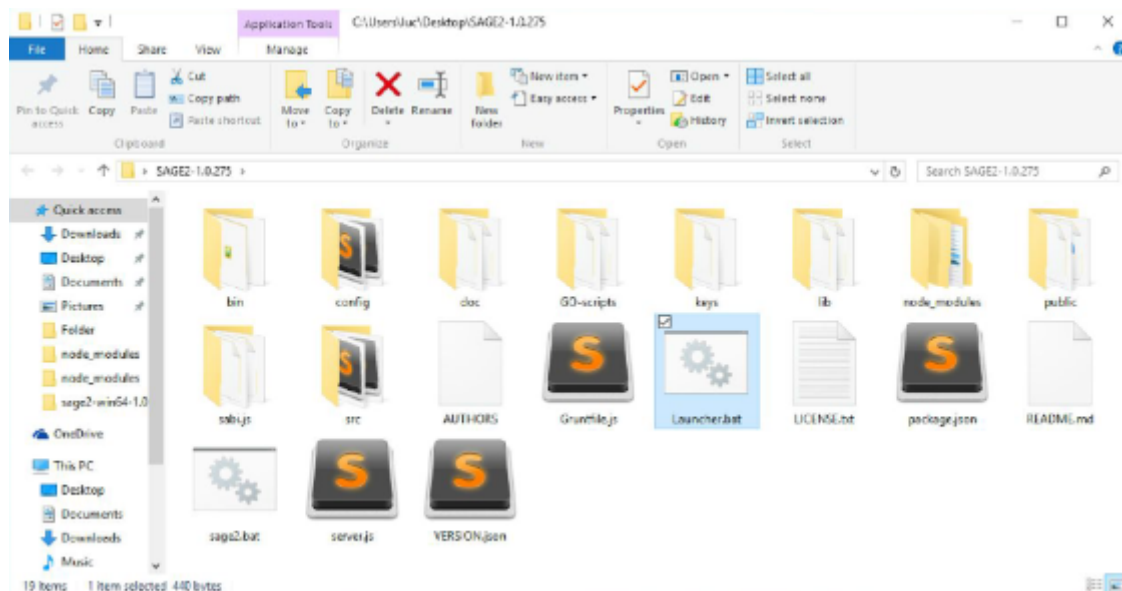 Application Tools C:\Users\luc\Desktop\SAGE2-1.0.275
File Home Share View Manage
Pin to Quick access
Copy
Paste
Cut
Copy path
Paste shortcut
Clipboard
Move to
Copy to
Delete
Rename
Organize
New folder
New item
Easy access
New
Properties
Open
Edit
History
Open
Select all
Select none
Invert selection
Select
SAGE2-1.0.275
Search SAGE2-1.0.275
Quick access
Downloads
Desktop
Documents
Pictures
Folder
node_modules
node_modules
sage2-win64-1.0
OneDrive
This PC
Desktop
Documents
Downloads
Music
bin config doc GO-scripts keys lib node_modules public
sabi.js src AUTHORS Gruntfile.js Launcher.bat LICENSE.txt package.json README.md
sage2.bat server.js VERSION.json
19 items 1 item selected 440 bytes